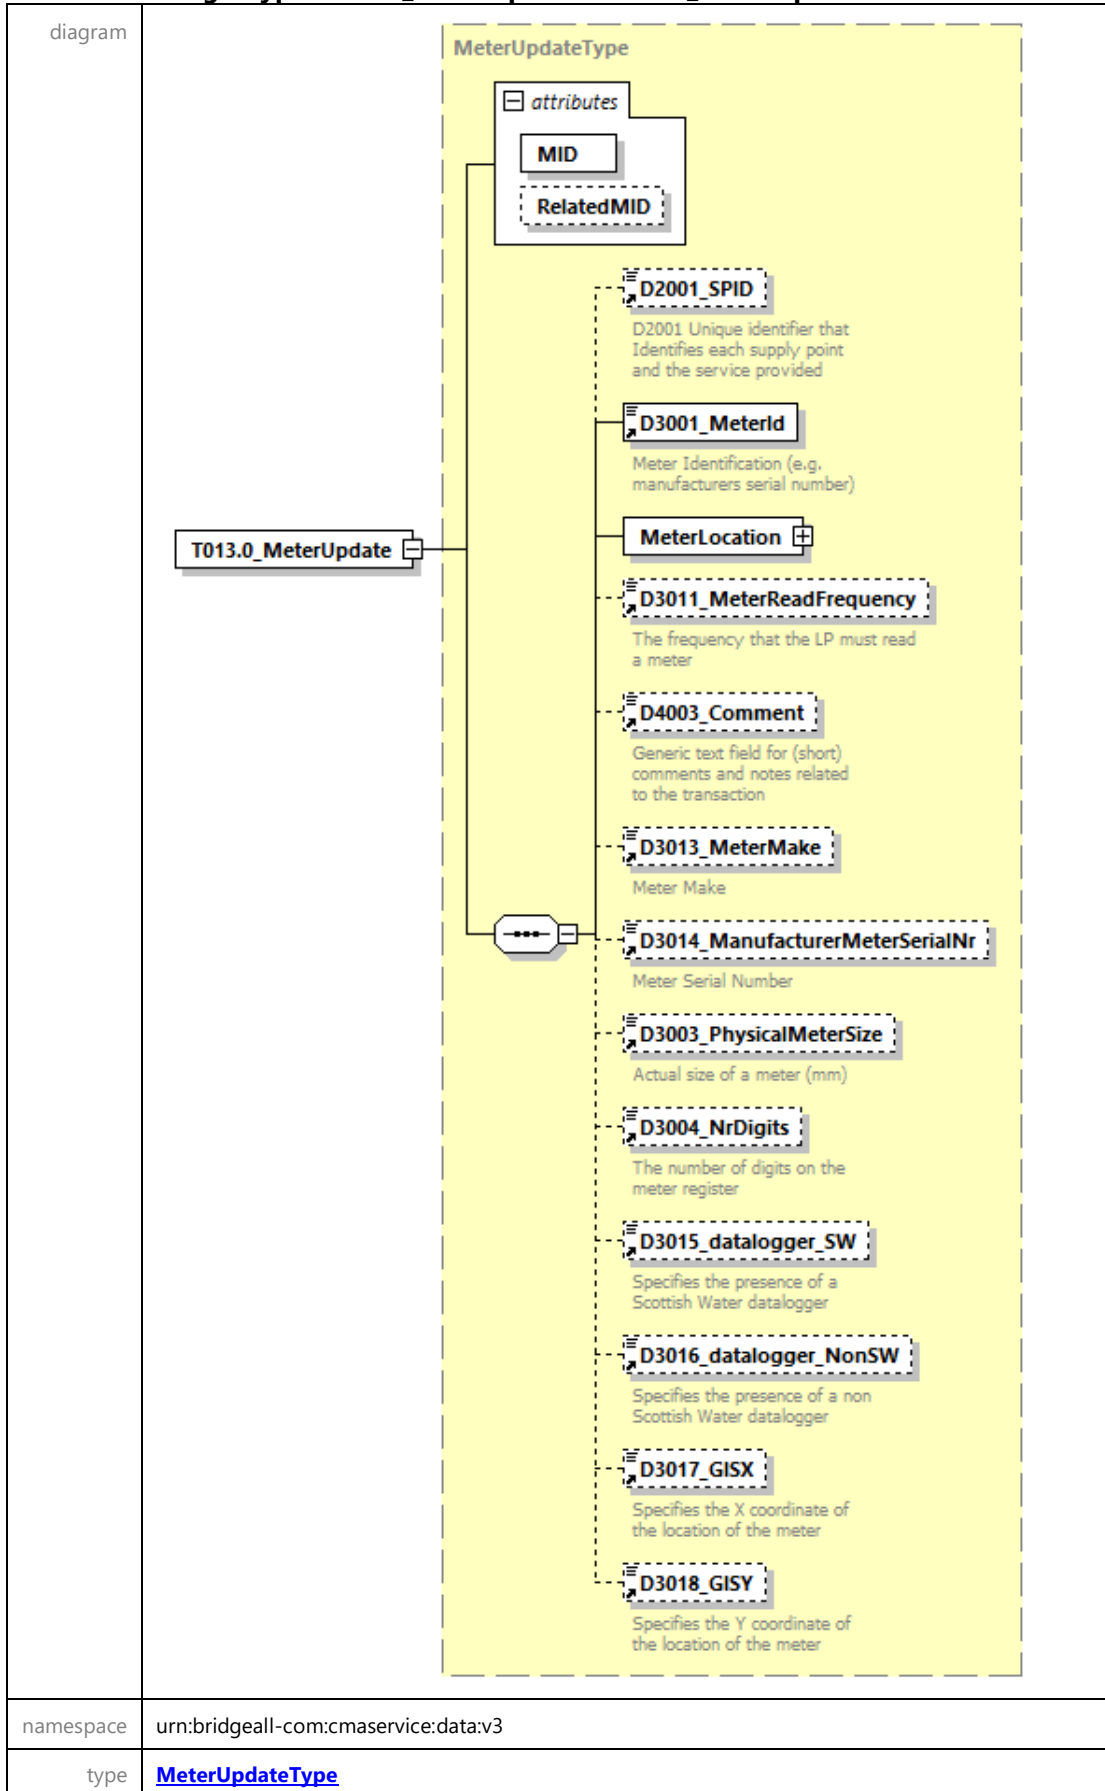 diagram
MeterUpdateType
attributes
MID
RelatedMID
D2001_SPID
D2001 Unique identifier that
Identifies each supply point
and the service provided
D3001_MeterId
Meter Identification (e.g.
manufacturers serial number)
MeterLocation
T013.0_MeterUpdate
D3011_MeterReadFrequency
The frequency that the LP must read
a meter
D4003_Comment
Generic text field for (short)
comments and notes related
to the transaction
D3013_MeterMake
Meter Make
D3014_ManufacturerMeterSerialNr
Meter Serial Number
D3003_PhysicalMeterSize
Actual size of a meter (mm)
D3004_NrDigits
The number of digits on the
meter register
D3015_datalogger_SW
Specifies the presence of a
Scottish Water datalogger
D3016_datalogger_NonSW
Specifies the presence of a non
Scottish Water datalogger
D3017_GISX
Specifies the X coordinate of
the location of the meter
D3018_GISY
Specifies the Y coordinate of
the location of the meter
namespace urn:bridgeall-com:cmaservice:data:v3
type MeterUpdateType